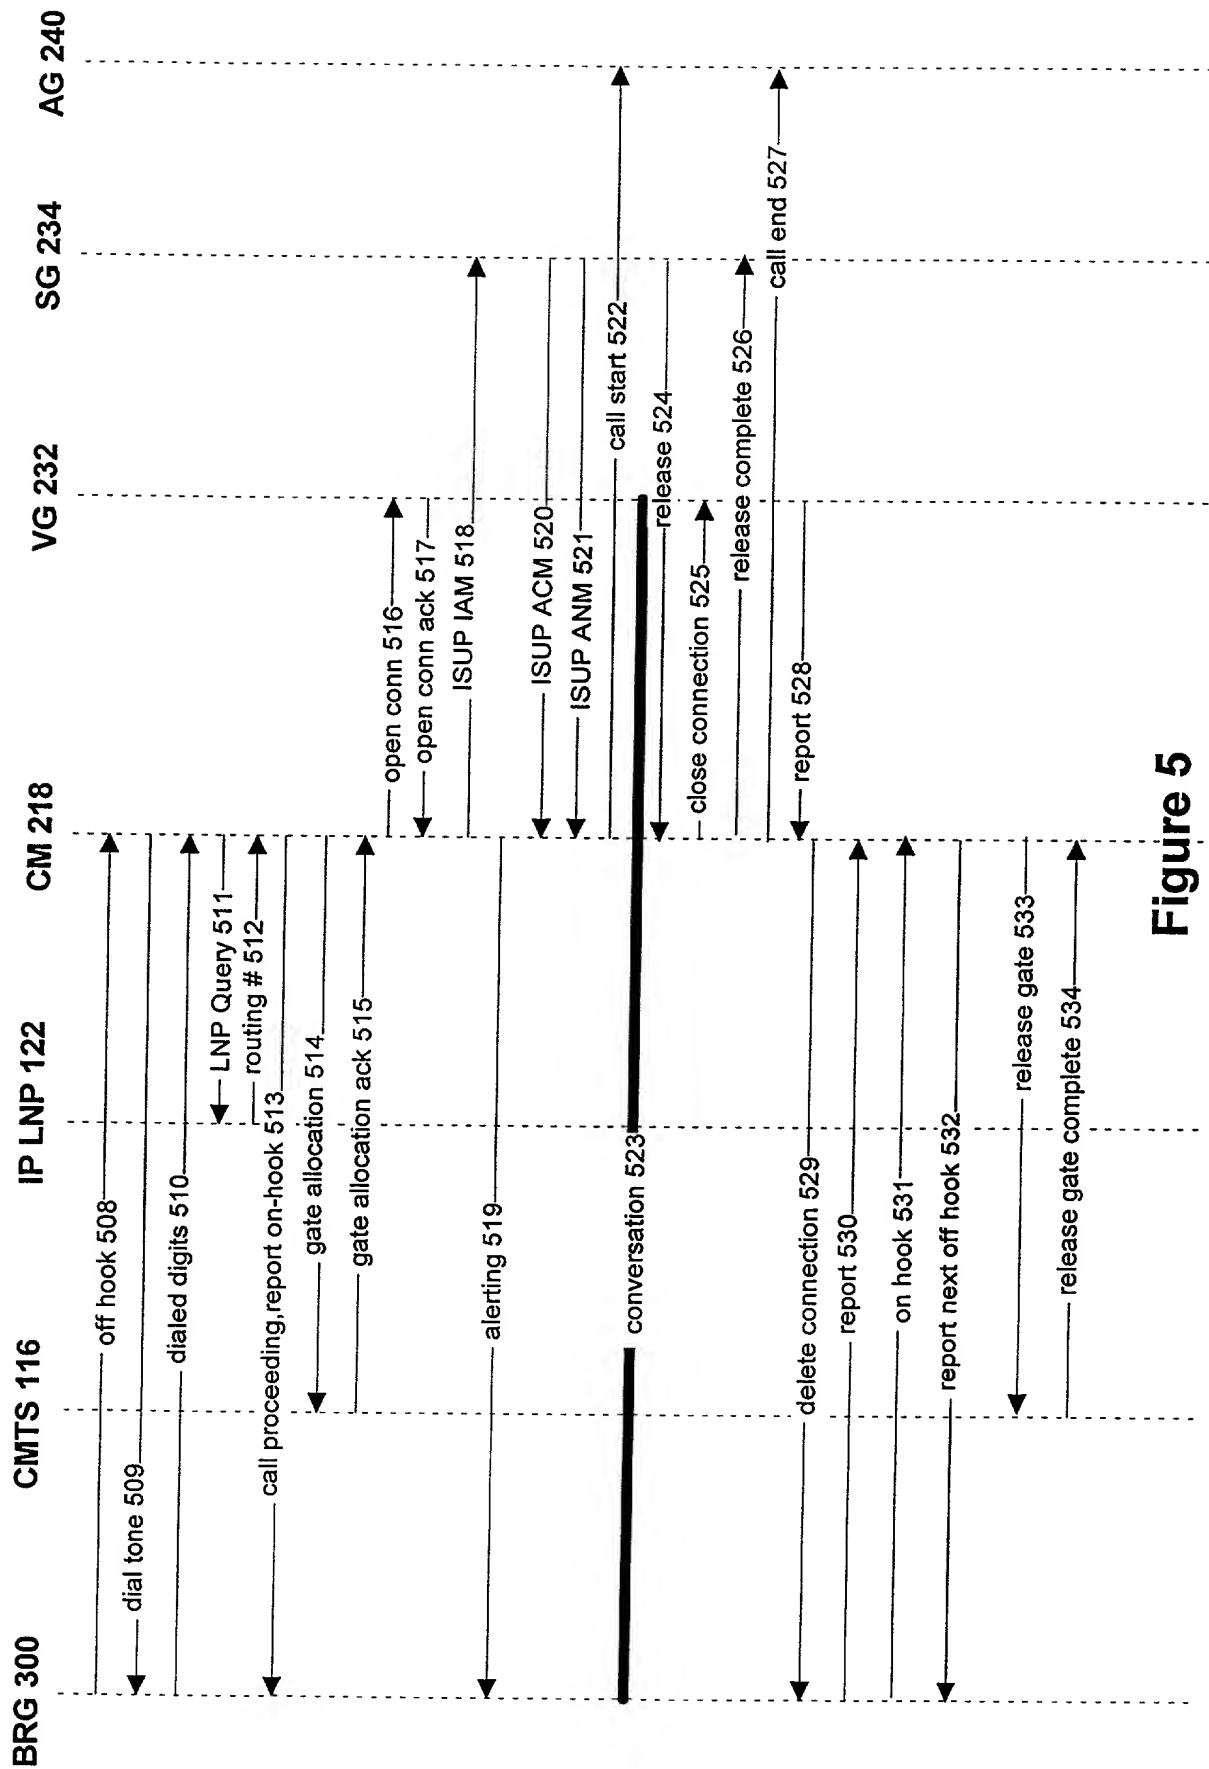 BRG 300
CMTS 116
IP LNP 122
CM 218
VG 232
SG 234
AG 240
off hook 508
dial tone 509
dialed digits 510
LNP Query 511
routing # 512
call proceeding,report on-hook 513
gate allocation 514
gate allocation ack 515
open conn 516
open conn ack 517
ISUP IAM 518
alerting 519
ISUP ACM 520
ISUP ANM 521
call start 522
conversation 523
release 524
close connection 525
release complete 526
call end 527
report 528
delete connection 529
report 530
on hook 531
report next off hook 532
release gate 533
release gate complete 534
Figure 5